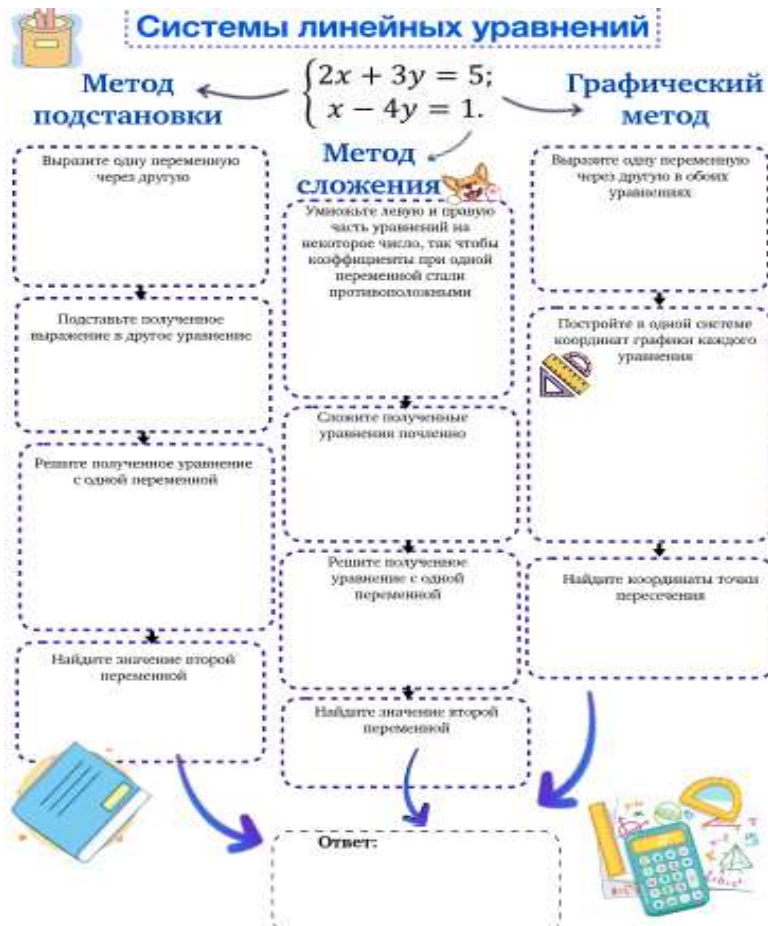 Системы линейных уравнений
{2x + 3y = 5;
x − 4y = 1.
Метод
подстановки
Выразите одну переменную
через другую
Подставьте полученное
выражение в другое уравнение
Решите полученное уравнение
с одной переменной
Найдите значение второй
переменной
Метод
сложения
Умножьте левую и правую
часть уравнений на
некоторое число, так чтобы
коэффициенты при одной
переменной стали
противоположными
Сложите полученные
уравнения почленно
Решите полученное
уравнение с одной
переменной
Найдите значение второй
переменной
Графический
метод
Выразите одну переменную
через другую в обоих
уравнениях
Постройте в одной системе
координат графики каждого
уравнения
Найдите координаты точки
пересечения
Ответ: